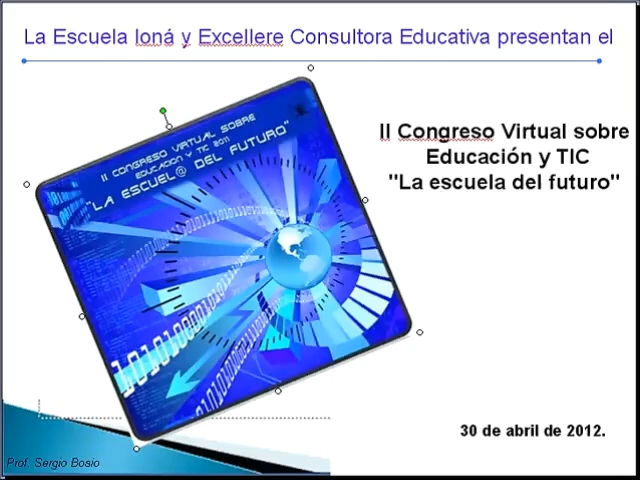 La Escuela Ioná y Excellere Consultora Educativa presentan el
II CONGRESO VIRTUAL SOBRE
EDUCACION Y TIC 2011
"LA ESCUEL@ DEL FUTURO"
II Congreso Virtual sobre
Educación y TIC
"La escuela del futuro"
30 de abril de 2012.
Prof. Sergio Bosio